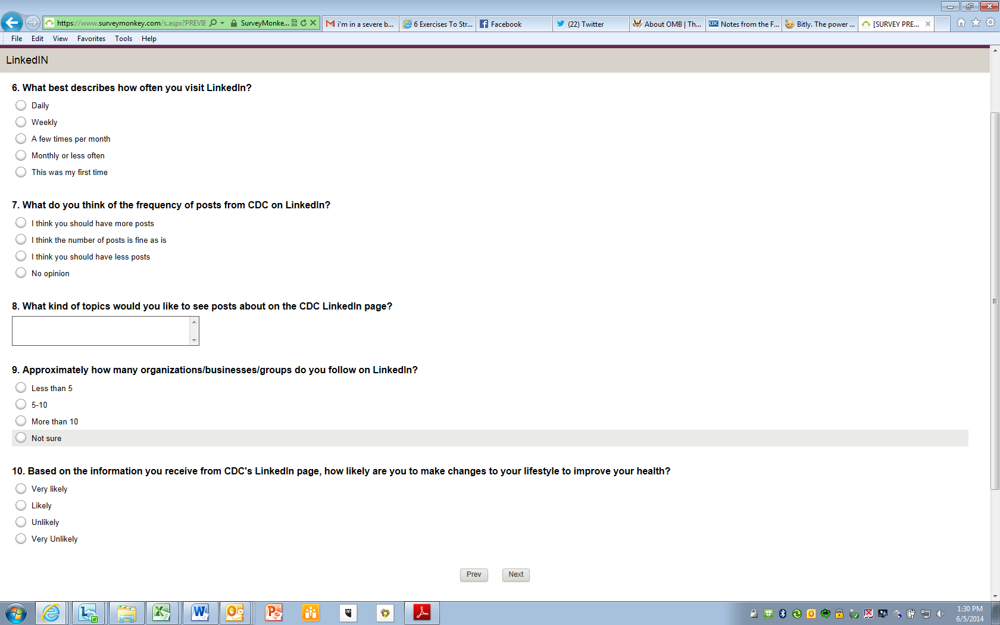 https://www.surveymonkey.com/s.aspx?PREVIE
SurveyMonke...
i'm in a severe b...
6 Exercises To Str...
Facebook
(22) Twitter
About OMB | Th...
CDC
Notes from the F...
Bitly. The power ...
[SURVEY PRE...
File Edit View Favorites Tools Help
LinkedIN
6. What best describes how often you visit LinkedIn?
Daily
Weekly
A few times per month
Monthly or less often
This was my first time
7. What do you think of the frequency of posts from CDC on LinkedIn?
I think you should have more posts
I think the number of posts is fine as is
I think you should have less posts
No opinion
8. What kind of topics would you like to see posts about on the CDC LinkedIn page?
9. Approximately how many organizations/businesses/groups do you follow on LinkedIn?
Less than 5
5-10
More than 10
Not sure
10. Based on the information you receive from CDC's LinkedIn page, how likely are you to make changes to your lifestyle to improve your health?
Very likely
Likely
Unlikely
Very Unlikely
Prev Next
1:30 PM
6/5/2014